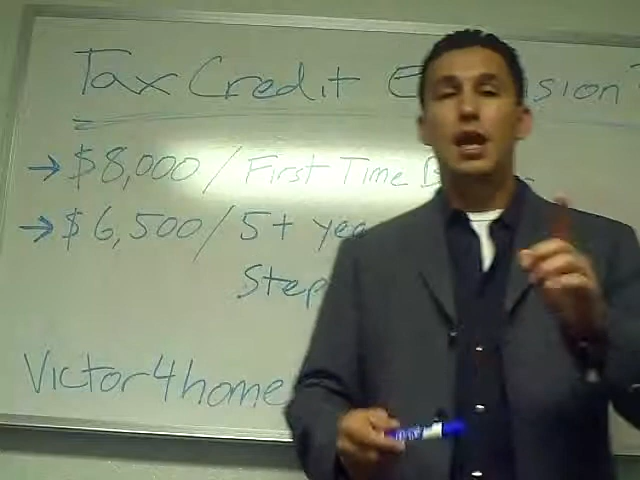 Tax Credit E sion?
→ $8,000 / First Time B
→ $6,500 / 5+ yea
Step
Victor4home